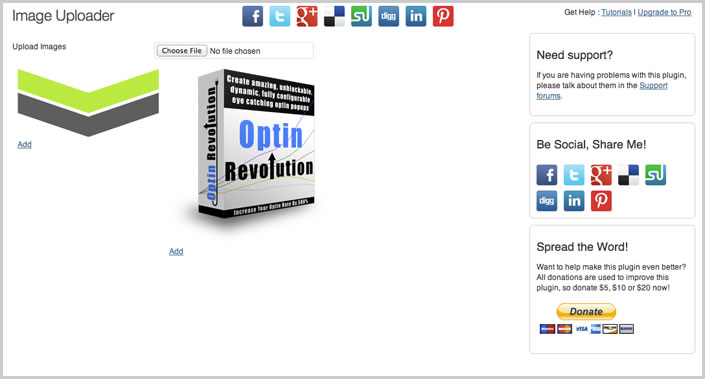 Image Uploader
Get Help : Tutorials | Upgrade to Pro
Upload Images
Choose File No file chosen
Add
Create amazing, unblockable,
dynamic, fully configurable
eye catching optin popups
Optin
Revolution
Increase Your Optin Rate By 500%
Optin Revolution
Add
Need support?
If you are having problems with this plugin,
please talk about them in the Support
forums.
Be Social, Share Me!
digg
in
Spread the Word!
Want to help make this plugin even better?
All donations are used to improve this
plugin, so donate $5, $10 or $20 now!
Donate
VISA